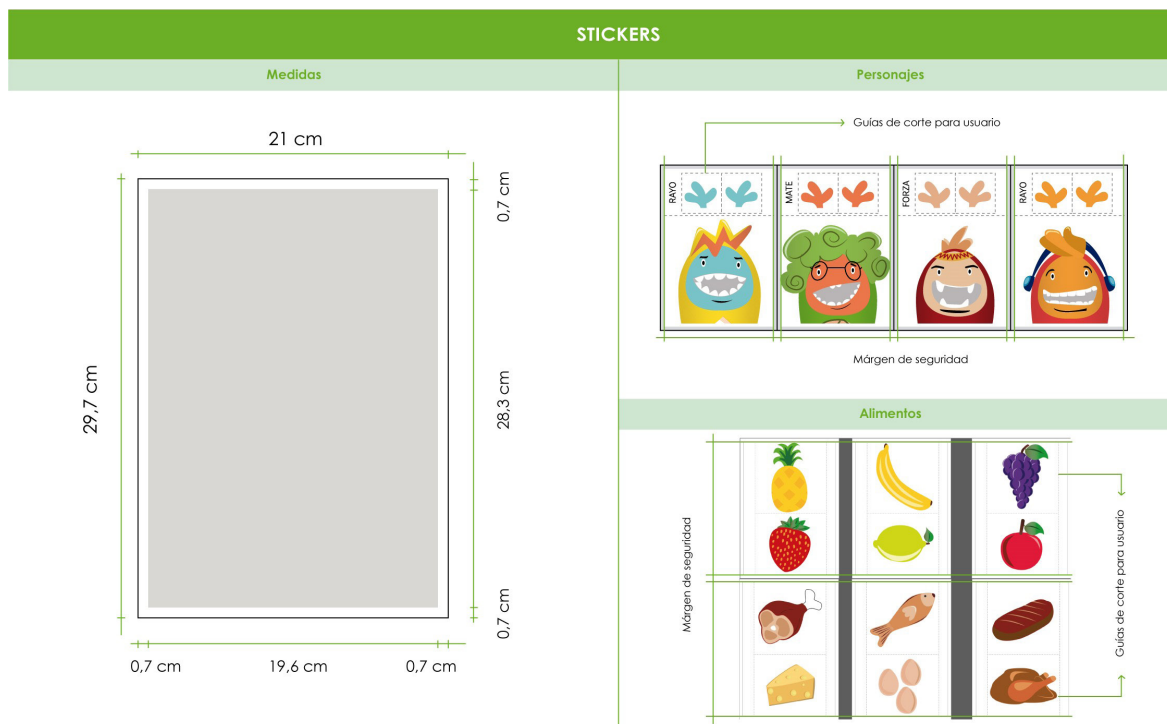 STICKERS
Medidas
21 cm
0,7 cm
29,7 cm
28,3 cm
0,7 cm
0,7 cm
19,6 cm
0,7 cm
Personajes
Guías de corte para usuario
RAYO
MATE
FORZA
RAYO
Márgen de seguridad
Alimentos
Márgen de seguridad
Guías de corte para usuario